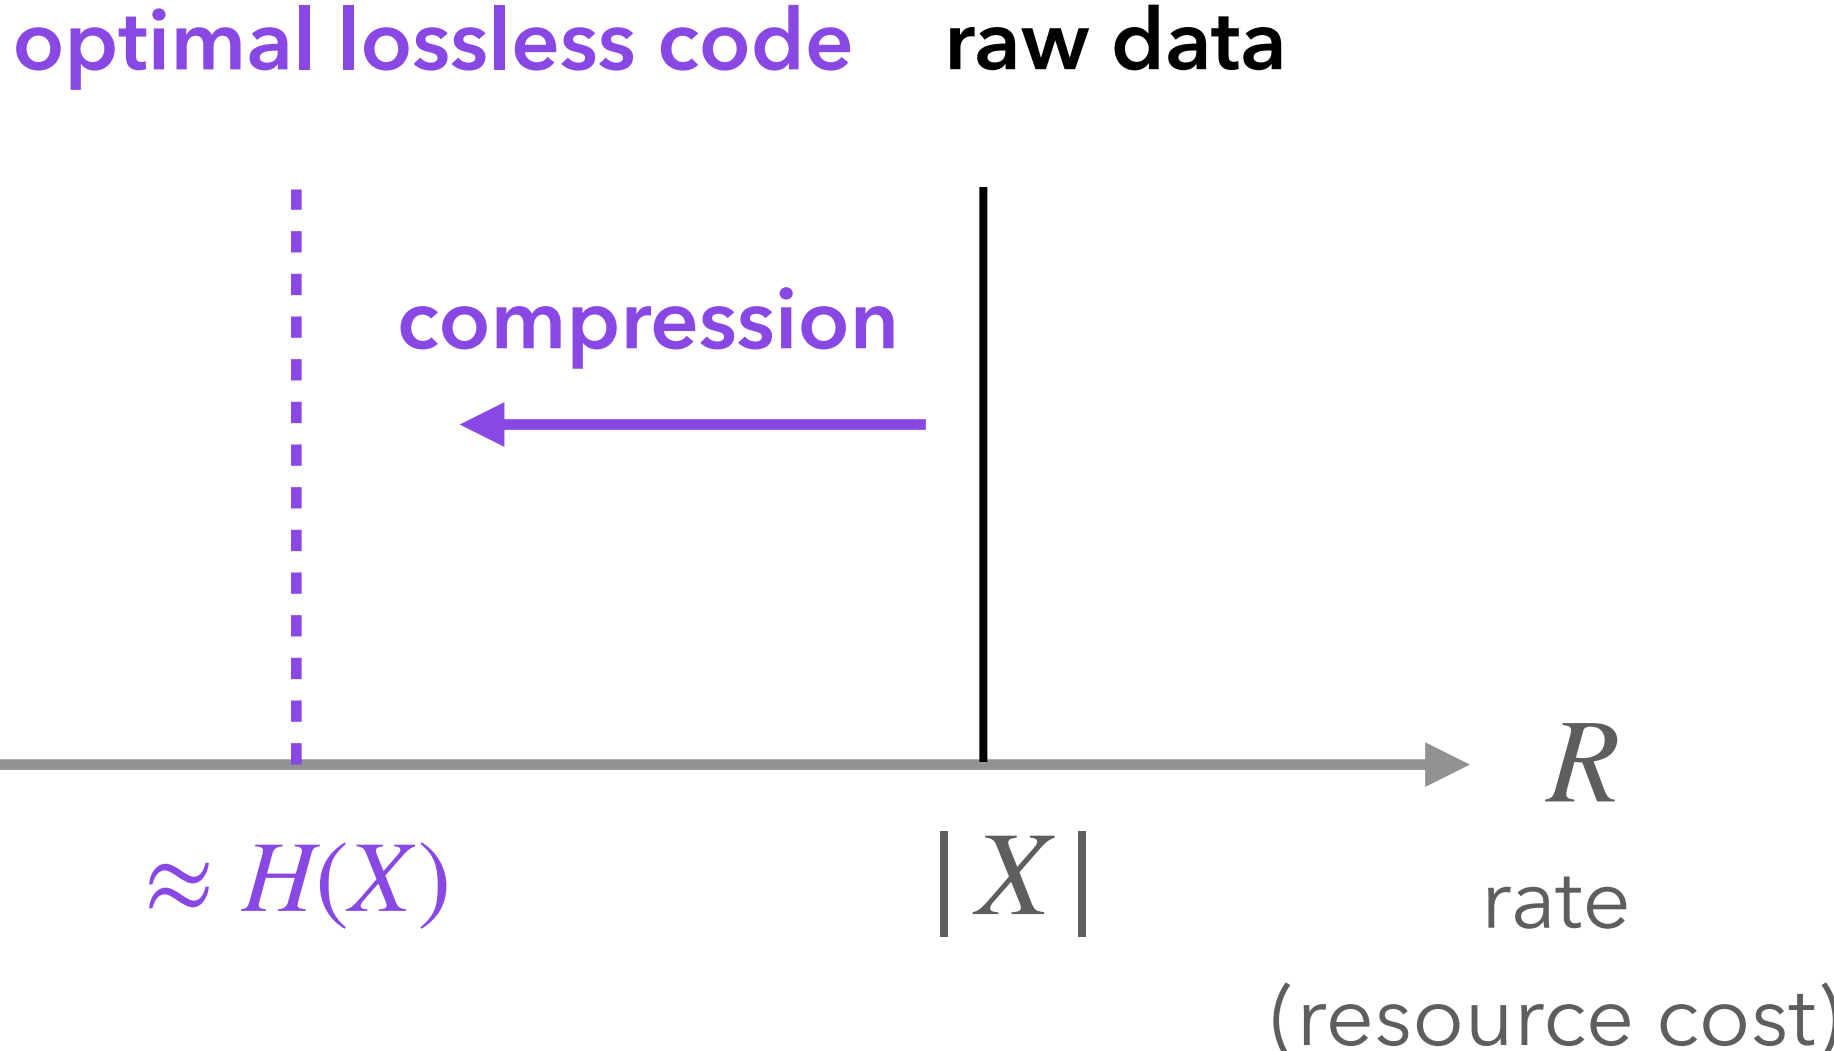 optimal lossless code
raw data
compression
R
≈ H(X)
|X|
rate
(resource cost)